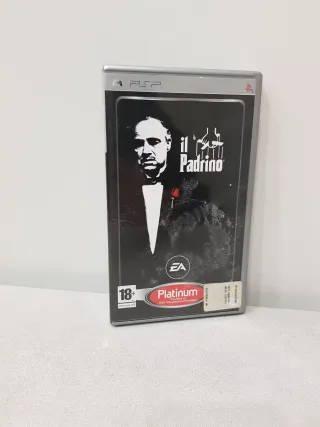 PSP
il
Padrino
EA
18+
Platinum